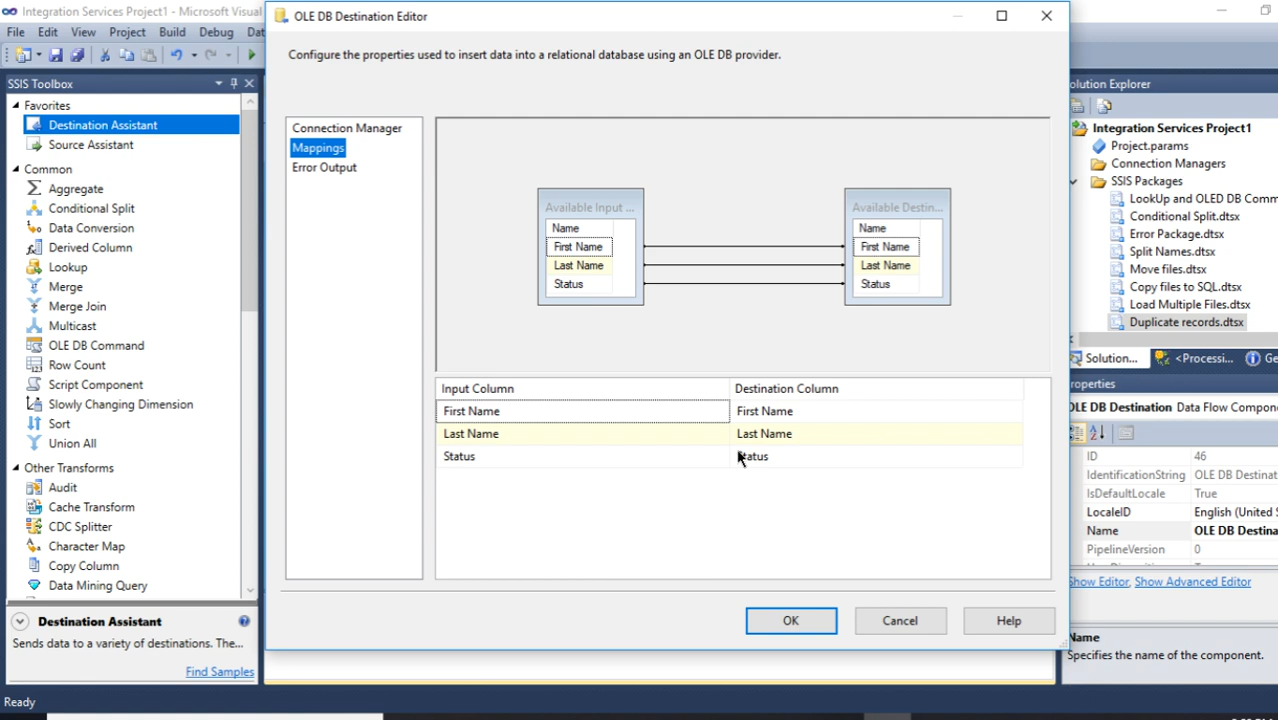 Integration Services Project1 - Microsoft Visual
File Edit View Project Build Debug Dat
SSIS Toolbox
Favorites
Destination Assistant
Source Assistant
Common
Aggregate
Conditional Split
Data Conversion
Derived Column
Lookup
Merge
Merge Join
Multicast
OLE DB Command
Row Count
Script Component
Slowly Changing Dimension
Sort
Union All
Other Transforms
Audit
Cache Transform
CDC Splitter
Character Map
Copy Column
Data Mining Query
Destination Assistant
Sends data to a variety of destinations. The...
Find Samples
Ready
OLE DB Destination Editor
Configure the properties used to insert data into a relational database using an OLE DB provider.
Connection Manager
Mappings
Error Output
Available Input ...
Name
First Name
Last Name
Status
Available Destin...
Name
First Name
Last Name
Status
Input Column Destination Column
First Name First Name
Last Name Last Name
Status Status
OK Cancel Help
olution Explorer
Integration Services Project1
Project.params
Connection Managers
SSIS Packages
LookUp and OLED DB Comm
Conditional Split.dtsx
Error Package.dtsx
Split Names.dtsx
Move files.dtsx
Copy files to SQL.dtsx
Load Multiple Files.dtsx
Duplicate records.dtsx
Solution... <Processi... Ge
roperties
OLE DB Destination Data Flow Compone
ID 46
IdentificationString OLE DB Destinat
IsDefaultLocale True
LocaleID English (United S
Name OLE DB Destina
PipelineVersion 0
Show Editor, Show Advanced Editor
Name
Specifies the name of the component.